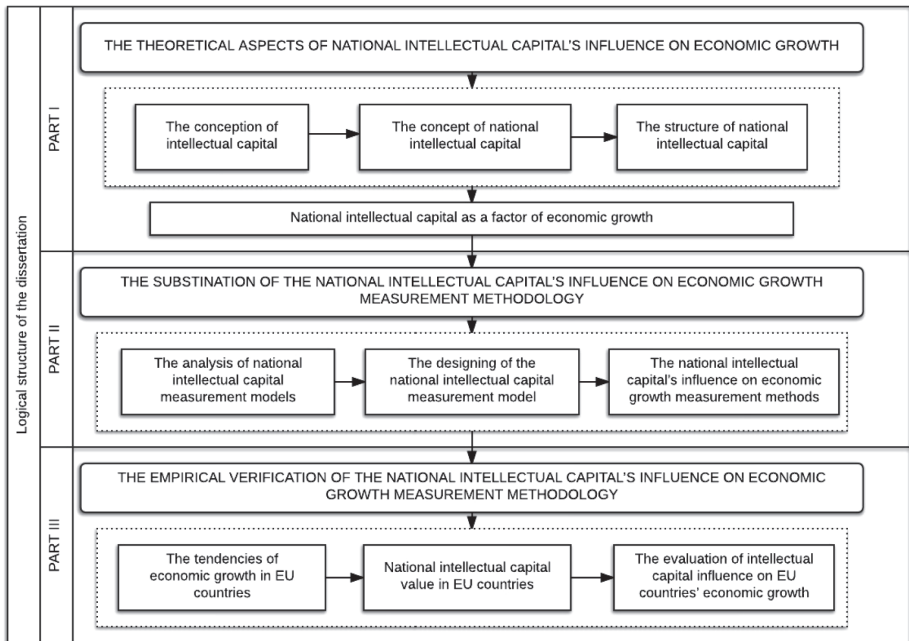 Logical structure of the dissertation
PART I
THE THEORETICAL ASPECTS OF NATIONAL INTELLECTUAL CAPITAL'S INFLUENCE ON ECONOMIC GROWTH
The conception of
intellectual capital
The concept of national
intellectual capital
The structure of national
intellectual capital
National intellectual capital as a factor of economic growth
PART II
THE SUBSTINATION OF THE NATIONAL INTELLECTUAL CAPITAL'S INFLUENCE ON ECONOMIC GROWTH
MEASUREMENT METHODOLOGY
The analysis of national
intellectual capital
measurement models
The designing of the
national intellectual capital
measurement model
The national intellectual
capital's influence on economic
growth measurement methods
PART III
THE EMPIRICAL VERIFICATION OF THE NATIONAL INTELLECTUAL CAPITAL'S INFLUENCE ON ECONOMIC
GROWTH MEASUREMENT METHODOLOGY
The tendencies of
economic growth in EU
countries
National intellectual capital
value in EU countries
The evaluation of intellectual
capital influence on EU
countries' economic growth